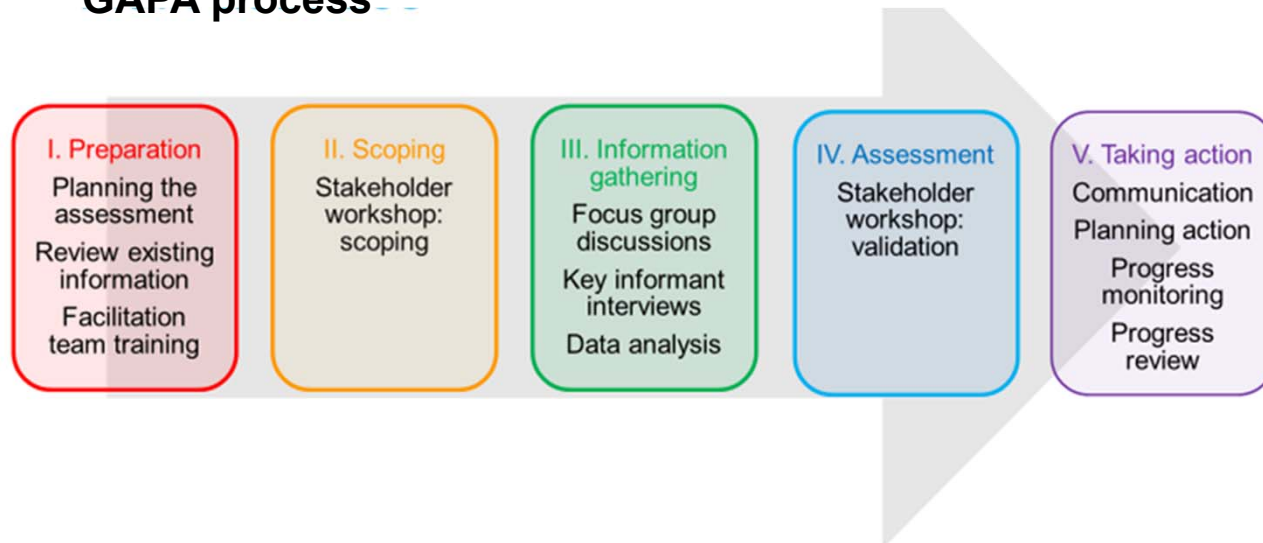 GAPA process
I. Preparation
Planning the
assessment
Review existing
information
Facilitation
team training
II. Scoping
Stakeholder
workshop:
scoping
III. Information
gathering
Focus group
discussions
Key informant
interviews
Data analysis
IV. Assessment
Stakeholder
workshop:
validation
V. Taking action
Communication
Planning action
Progress
monitoring
Progress
review